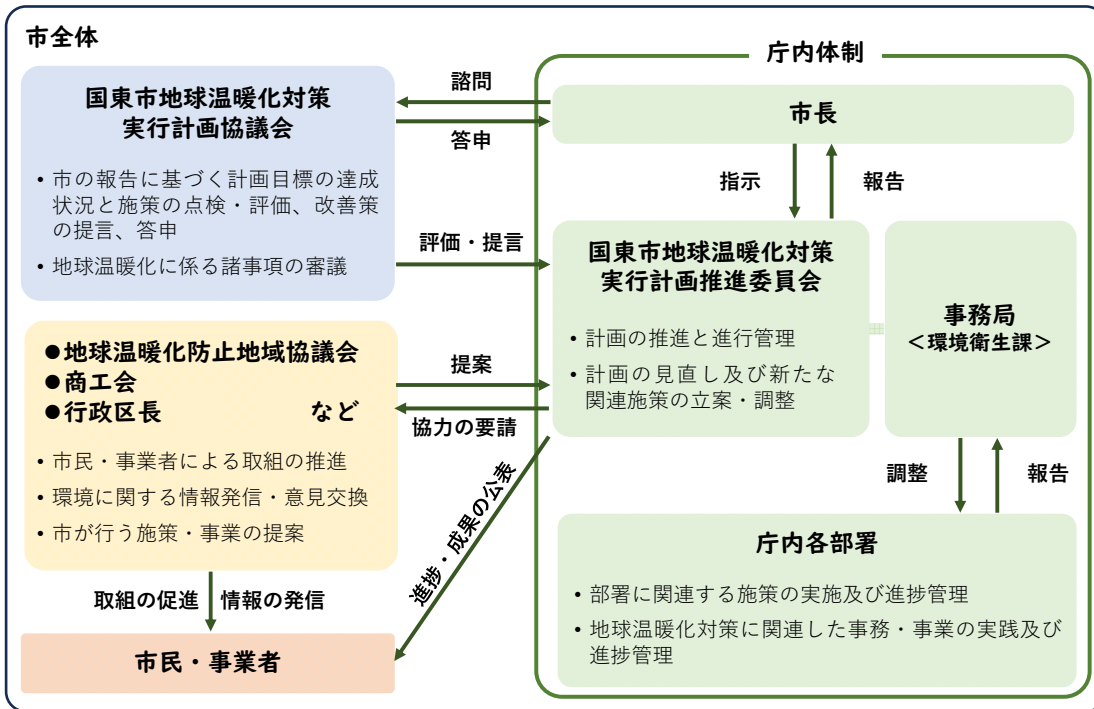 市全体
国東市地球温暖化対策
実行計画協議会
• 市の報告に基づく計画目標の達成
状況と施策の点検・評価、改善策
の提言、答申
• 地球温暖化に係る諸事項の審議
諮問
答申
評価・提言
●地球温暖化防止地域協議会
●商工会
●行政区長 など
• 市民・事業者による取組の推進
• 環境に関する情報発信・意見交換
• 市が行う施策・事業の提案
提案
協力の要請
進捗・成果の公表
取組の促進 情報の発信
市民・事業者
庁内体制
市長
指示 報告
国東市地球温暖化対策
実行計画推進委員会
• 計画の推進と進行管理
• 計画の見直し及び新たな
関連施策の立案・調整
事務局
<環境衛生課>
調整 報告
庁内各部署
• 部署に関連する施策の実施及び進捗管理
• 地球温暖化対策に関連した事務・事業の実践及び
進捗管理